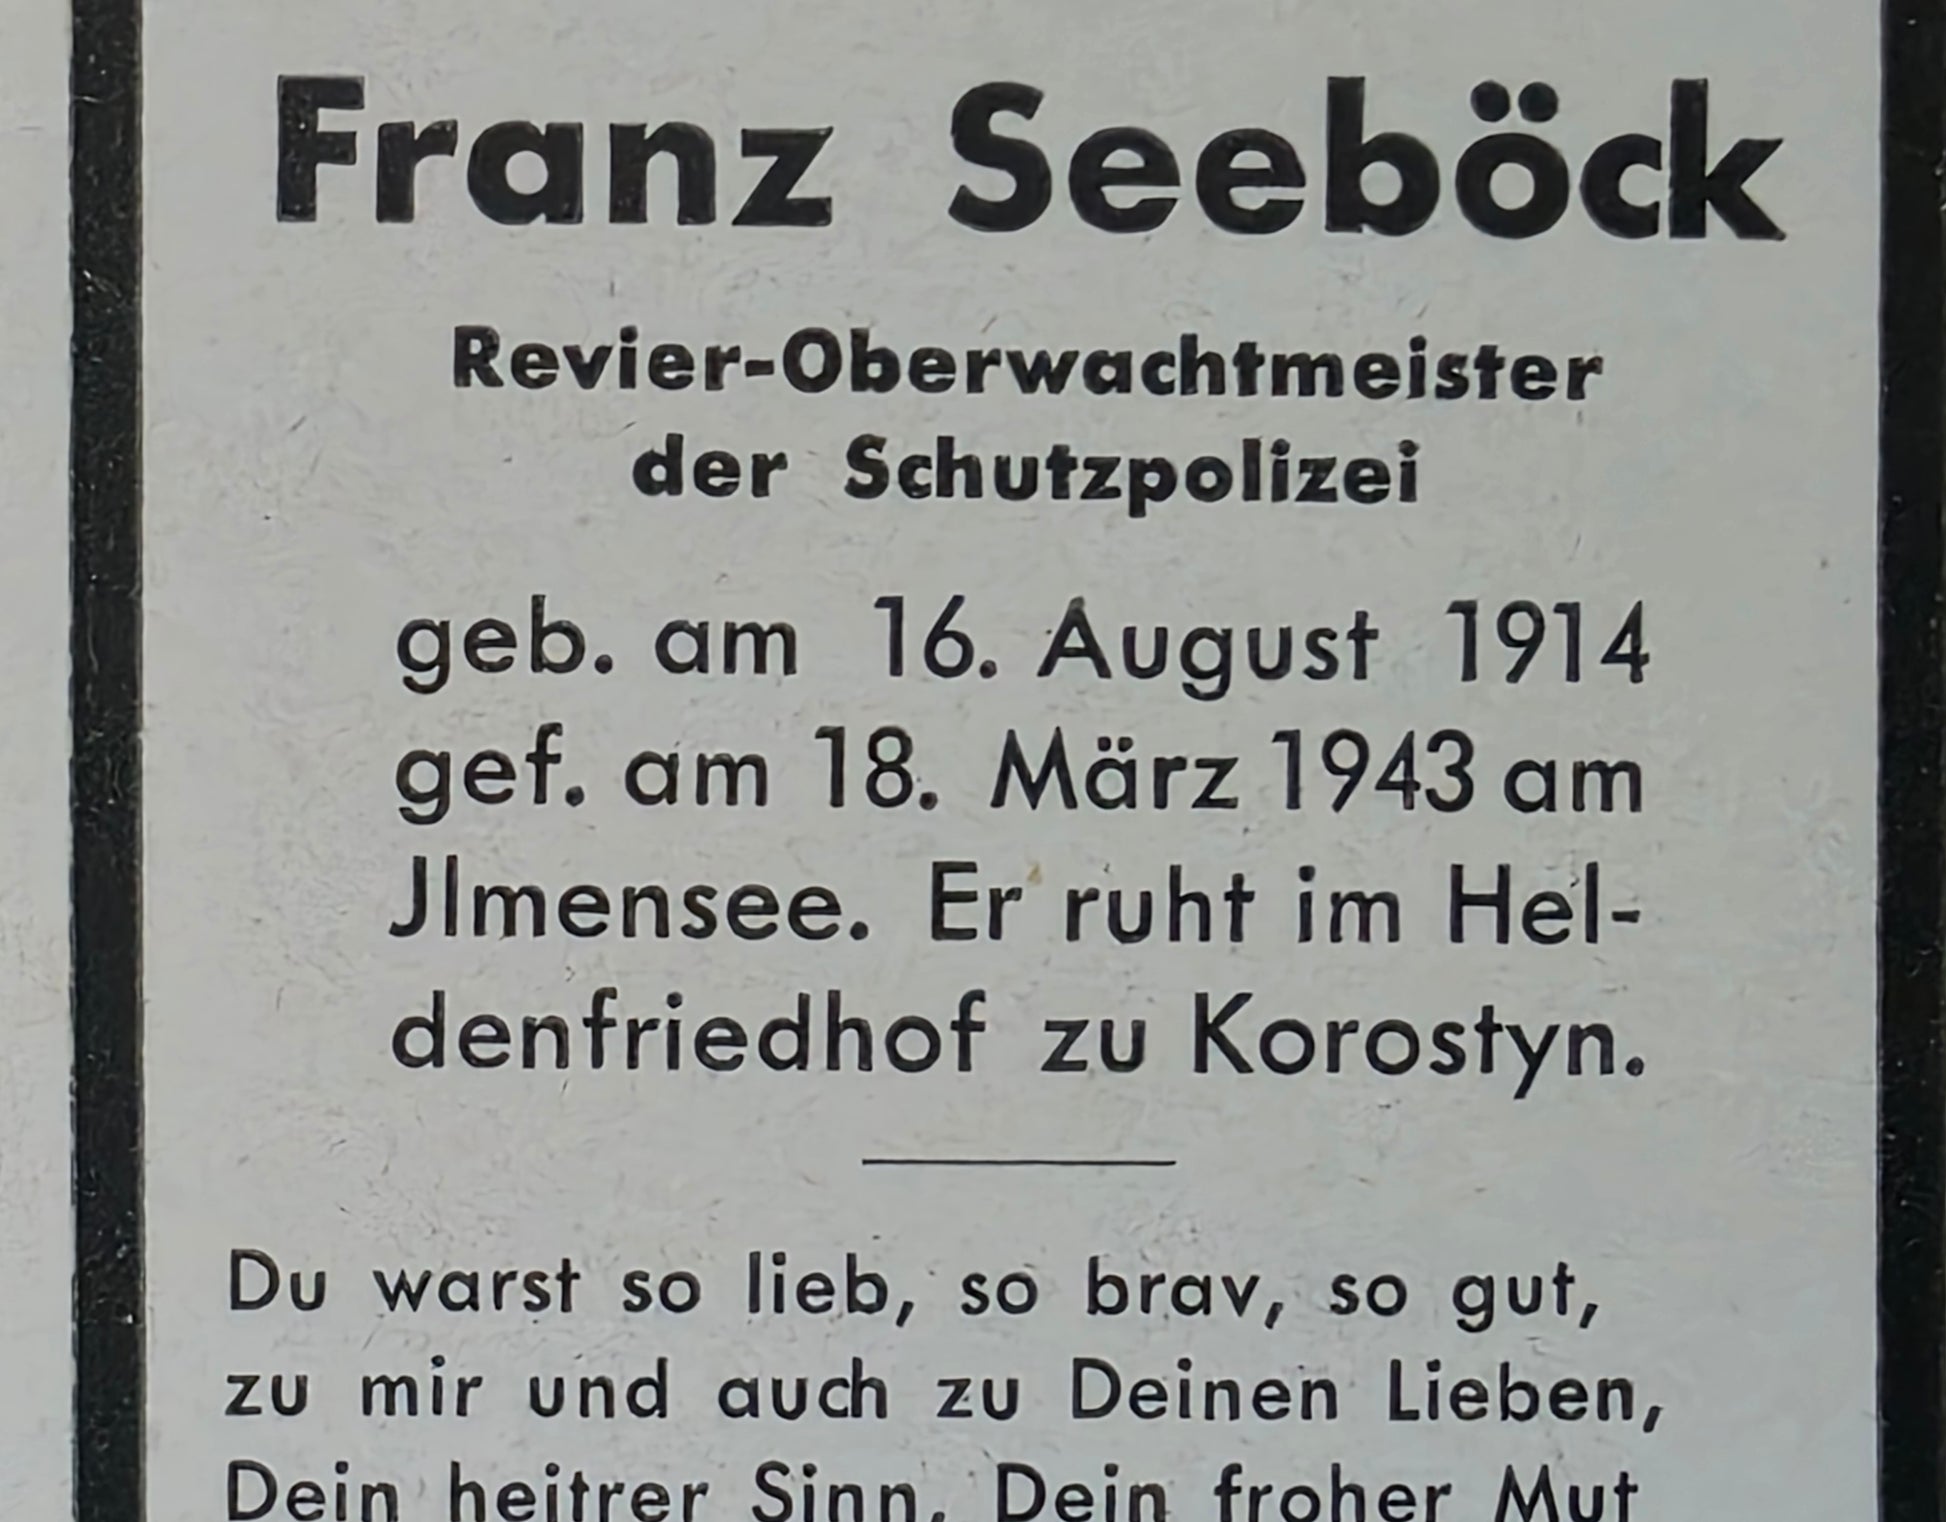 Franz Seeböck
Revier-Oberwachtmeister
der Schutzpolizei
geb. am 16. August 1914
gef. am 18. März 1943 am
Jlmensee. Er ruht im Hel-
denfriedhof zu Korostyn.
Du warst so lieb, so brav, so gut,
zu mir und auch zu Deinen Lieben,
Dein heitrer Sinn, Dein froher Mut